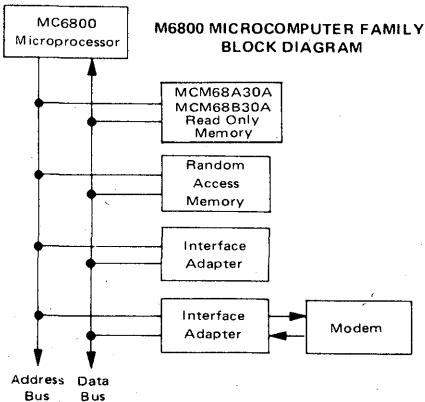 MC6800
Microprocessor
M6800 MICROCOMPUTER FAMILY
BLOCK DIAGRAM
MCM68A30A
MCM68B30A
Read Only
Memory
Random
Access
Memory
Interface
Adapter
Interface
Adapter
Modem
Address
Bus
Data
Bus